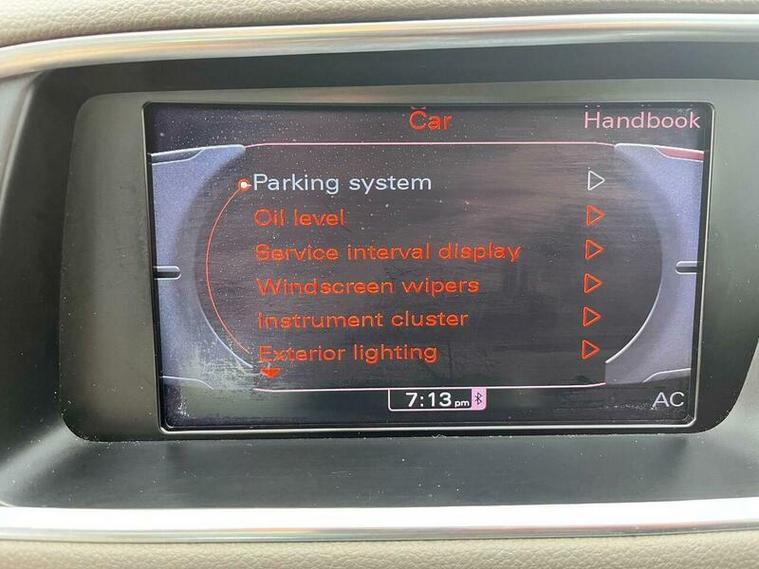 Car
Handbook
Parking system
Oil level
Service interval display
Windscreen wipers
Instrument cluster
Exterior lighting
7:13 pm
AC